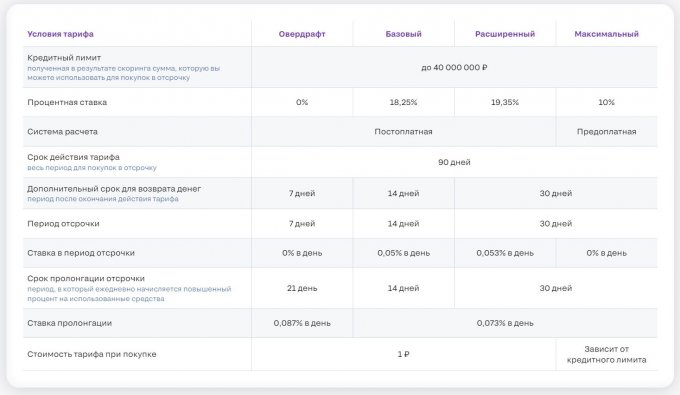 Условия тарифа Овердрафт Базовый Расширенный Максимальный
Кредитный лимит
полученная в результате скоринга сумма, которую вы
можете использовать для покупок в отсрочку
до 40 000 000 ₽
Процентная ставка 0% 18,25% 19,35% 10%
Система расчета Постоплатная Предоплатная
Срок действия тарифа
весь период для покупок в отсрочку
90 дней
Дополнительный срок для возврата денег
период после окончания действия тарифа
7 дней 14 дней 30 дней
Период отсрочки 7 дней 14 дней 30 дней
Ставка в период отсрочки 0% в день 0,05% в день 0,053% в день 0% в день
Срок пролонгации отсрочки
период, в который ежедневно начисляется повышенный
процент на использованные средства
21 день 14 дней 30 дней
Ставка пролонгации 0,087% в день 0,073% в день
Стоимость тарифа при покупке 1 ₽ Зависит от
кредитного лимита